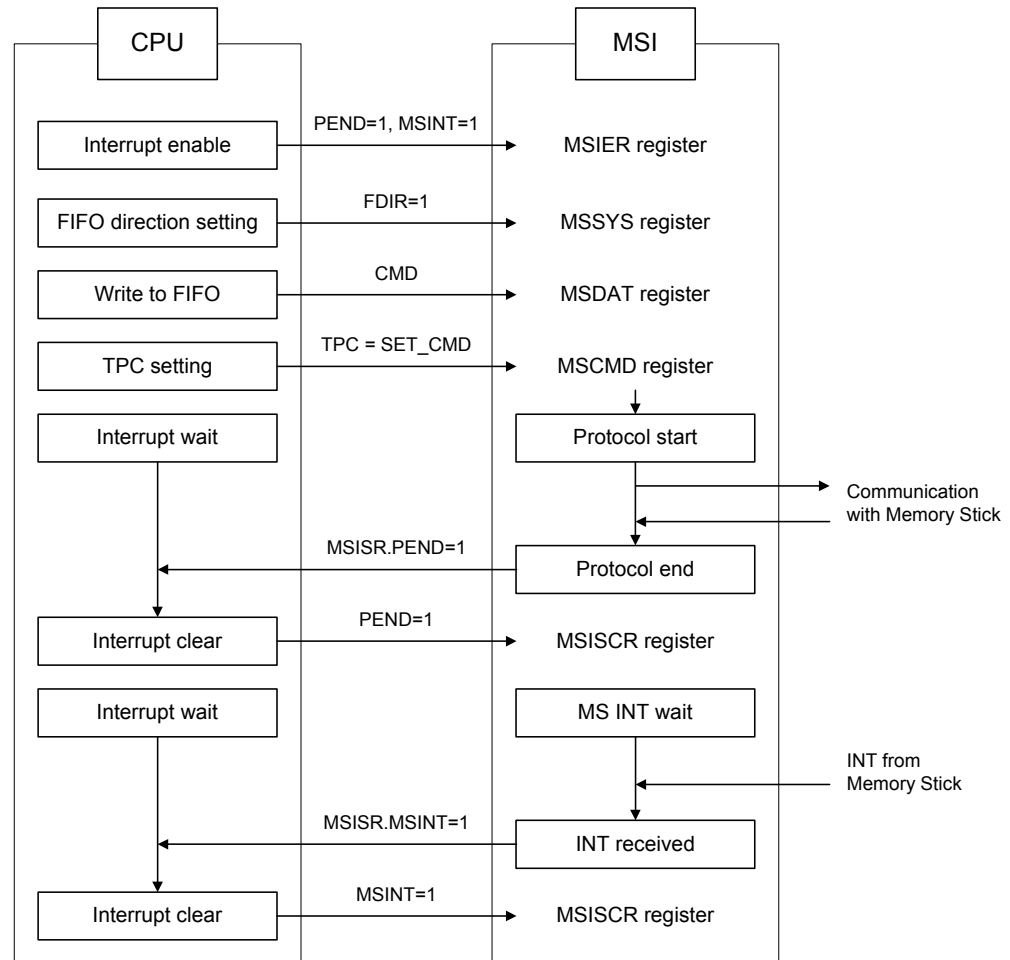 CPU
MSI
PEND=1, MSINT=1
Interrupt enable
MSIER register
FDIR=1
FIFO direction setting
MSSYS register
CMD
Write to FIFO
MSDAT register
TPC = SET_CMD
TPC setting
MSCMD register
Interrupt wait
Protocol start
Communication
with Memory Stick
MSISR.PEND=1
Protocol end
PEND=1
Interrupt clear
MSISCR register
Interrupt wait
MS INT wait
INT from
Memory Stick
MSISR.MSINT=1
INT received
MSINT=1
Interrupt clear
MSISCR register